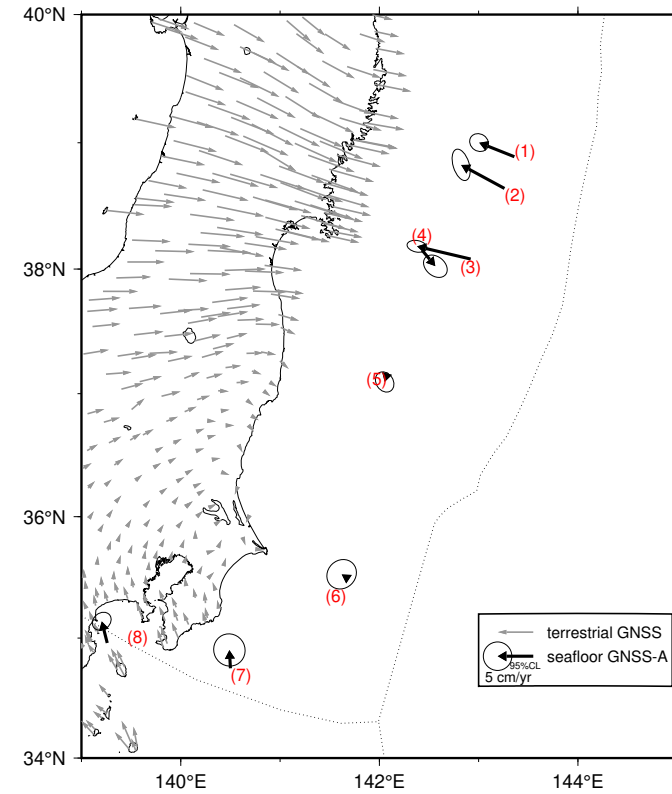 40°N
(1)
(2)
(4)
38°N
(3)
(5)
36°N
(6)
terrestrial GNSS
(8)
seafloor GNSS-A
95%CL
(7)
5 cm/yr
34°N
140°E 142°E 144°E